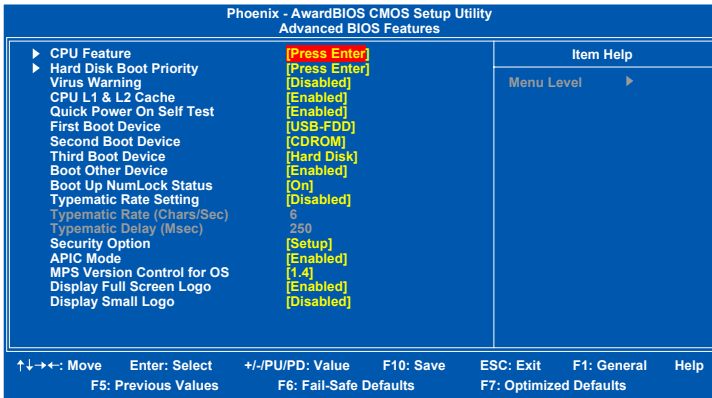 Phoenix - AwardBIOS CMOS Setup Utility
Advanced BIOS Features
CPU Feature [Press Enter]
Hard Disk Boot Priority [Press Enter]
Virus Warning [Disabled]
CPU L1 & L2 Cache [Enabled]
Quick Power On Self Test [Enabled]
First Boot Device [USB-FDD]
Second Boot Device [CDROM]
Third Boot Device [Hard Disk]
Boot Other Device [Enabled]
Boot Up NumLock Status [On]
Typematic Rate Setting [Disabled]
Typematic Rate (Chars/Sec) 6
Typematic Delay (Msec) 250
Security Option [Setup]
APIC Mode [Enabled]
MPS Version Control for OS [1.4]
Display Full Screen Logo [Enabled]
Display Small Logo [Disabled]
Item Help
Menu Level
↑↓→←: Move Enter: Select +/-/PU/PD: Value F10: Save ESC: Exit F1: General Help
F5: Previous Values F6: Fail-Safe Defaults F7: Optimized Defaults